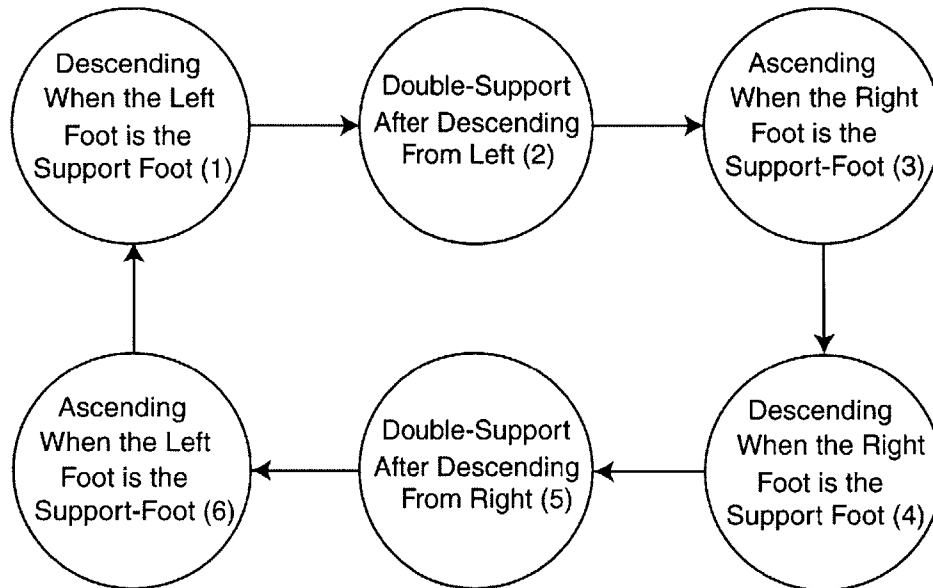 Descending
When the Left
Foot is the
Support Foot (1)
Double-Support
After Descending
From Left (2)
Ascending
When the Right
Foot is the
Support-Foot (3)
Descending
When the Right
Foot is the
Support Foot (4)
Double-Support
After Descending
From Right (5)
Ascending
When the Left
Foot is the
Support-Foot (6)